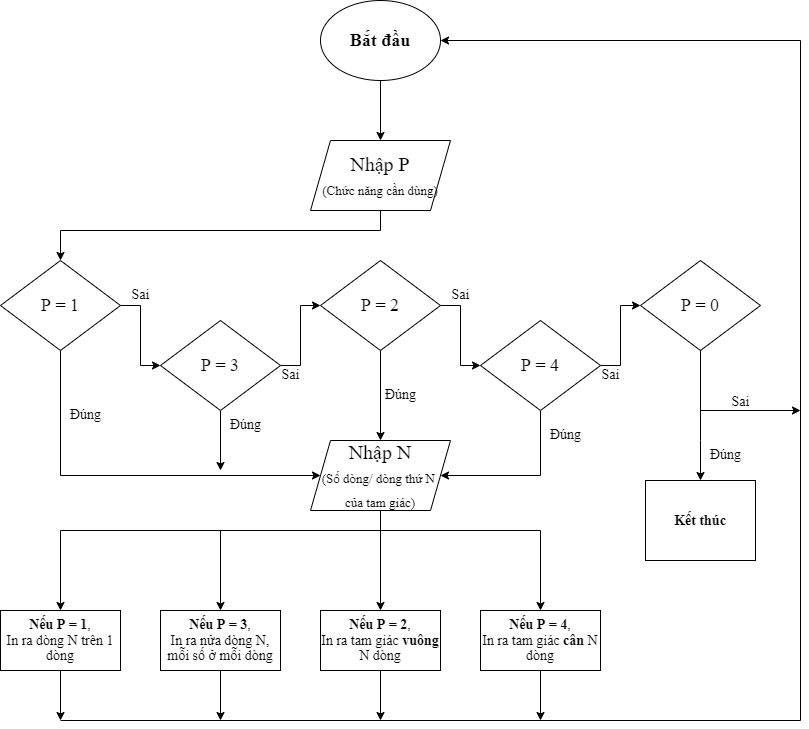 Bắt đầu
Nhập P
(Chức năng cần dùng)
P = 1
Sai
P = 3
Sai
P = 2
Sai
P = 4
Sai
P = 0
Sai
Đúng
Đúng
Đúng
Đúng
Đúng
Nhập N
(Số dòng/ dòng thứ N
của tam giác)
Kết thúc
Nếu P = 1,
In ra dòng N trên 1
dòng
Nếu P = 3,
In ra nửa dòng N,
mỗi số ở mỗi dòng
Nếu P = 2,
In ra tam giác vuông
N dòng
Nếu P = 4,
In ra tam giác cân N
dòng